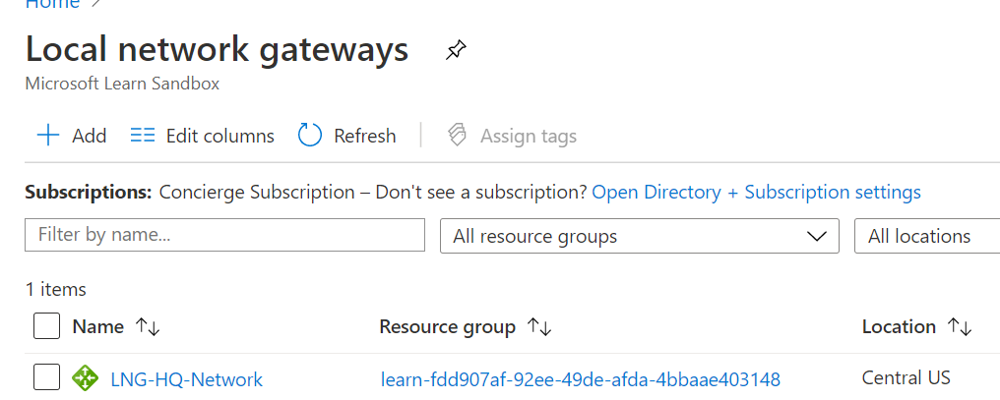 Home
Local network gateways
Microsoft Learn Sandbox
Add Edit columns Refresh Assign tags
Subscriptions: Concierge Subscription – Don't see a subscription? Open Directory + Subscription settings
Filter by name... All resource groups All locations
1 items
Name Resource group Location
LNG-HQ-Network learn-fdd907af-92ee-49de-afda-4bbaae403148 Central US